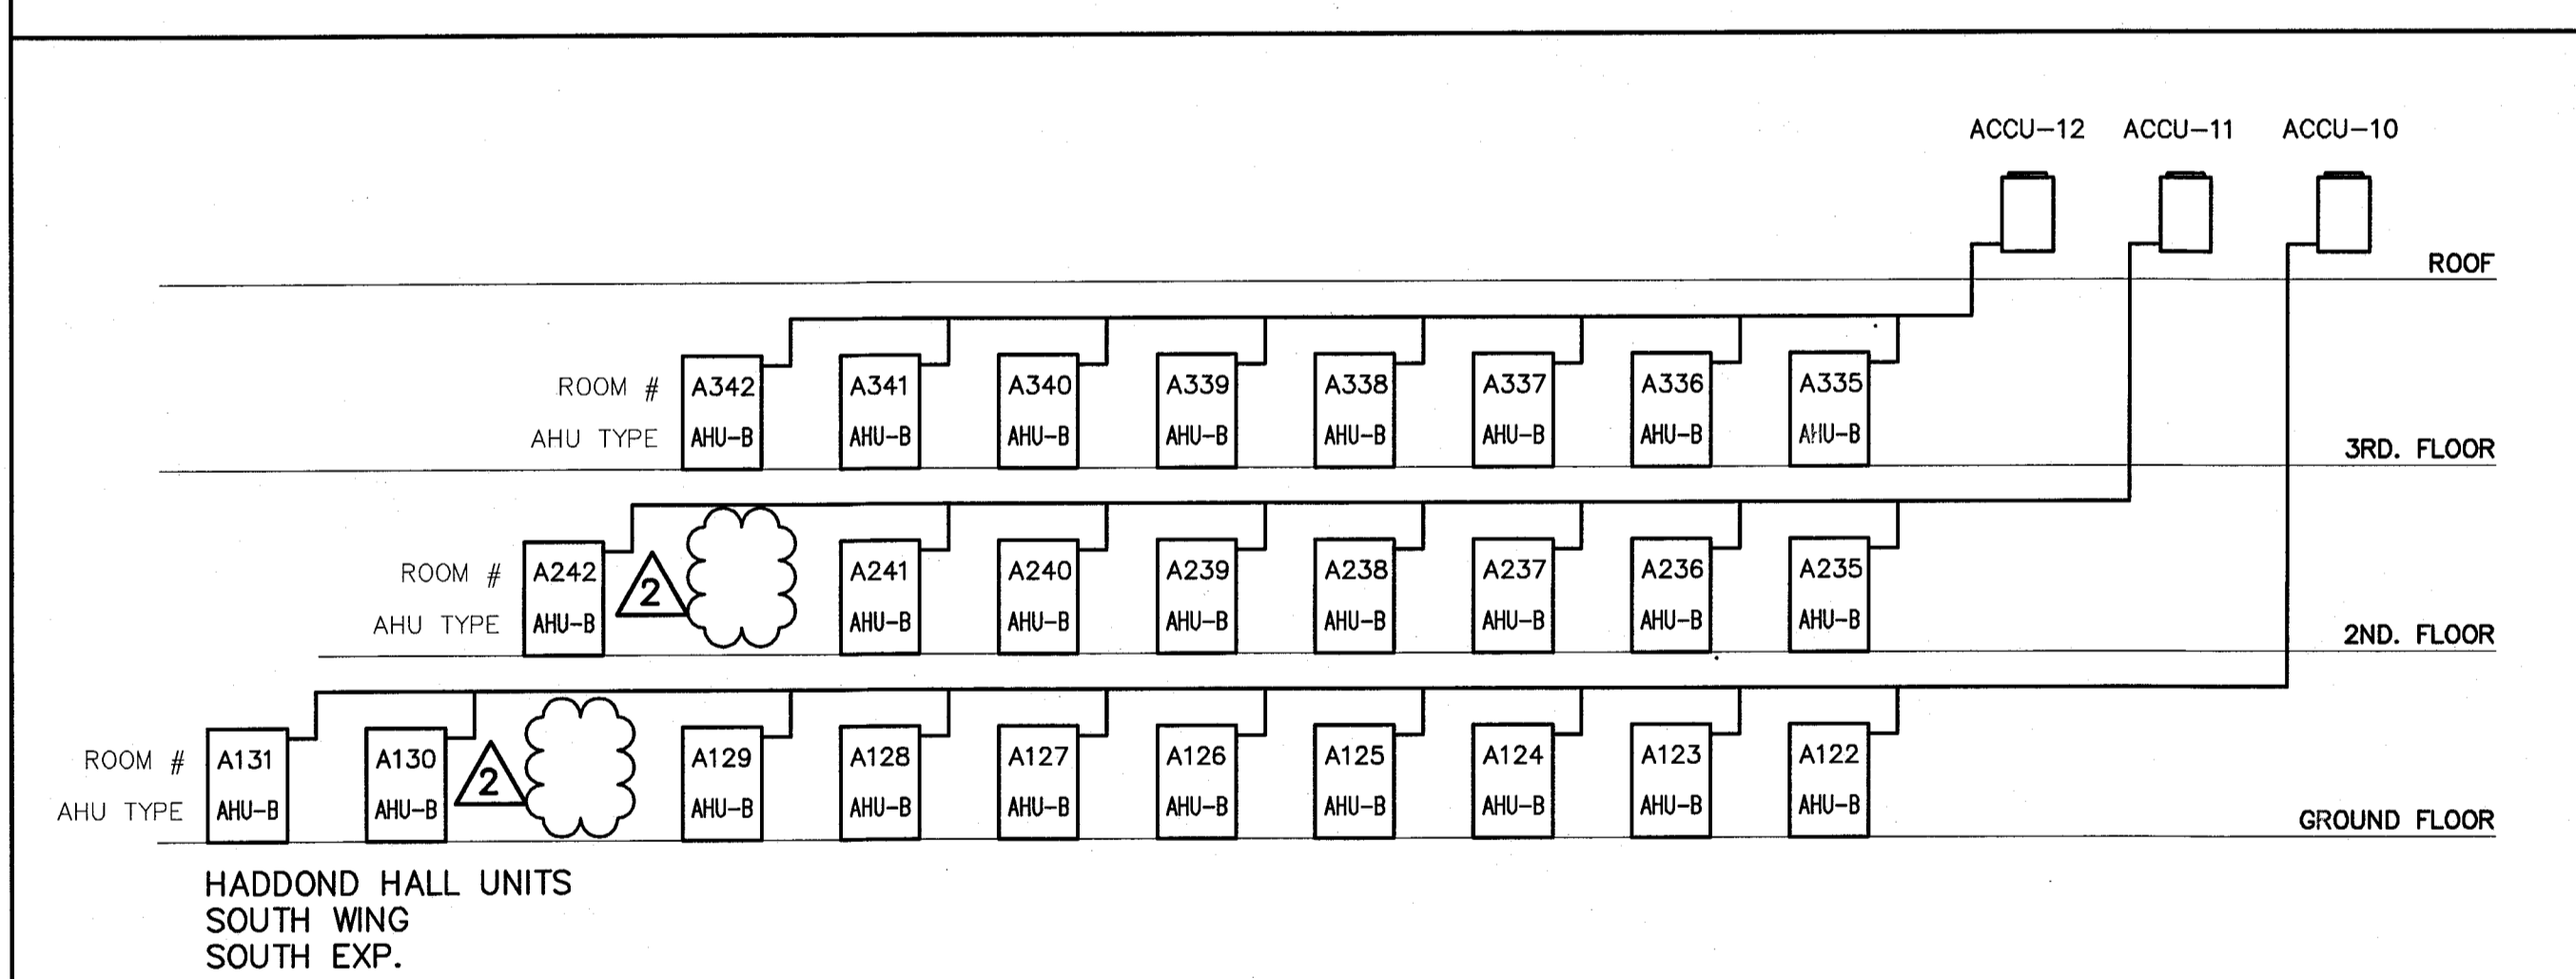 ACCU-12 ACCU-11 ACCU-10
ROOF
ROOM # A342 A341 A340 A339 A338 A337 A336 A335
AHU TYPE AHU-B AHU-B AHU-B AHU-B AHU-B AHU-B AHU-B AHU-B
3RD. FLOOR
ROOM # A242 A241 A240 A239 A238 A237 A236 A235
2
AHU TYPE AHU-B AHU-B AHU-B AHU-B AHU-B AHU-B AHU-B AHU-B
2ND. FLOOR
ROOM # A131 A130 A129 A128 A127 A126 A125 A124 A123 A122
2
AHU TYPE AHU-B AHU-B AHU-B AHU-B AHU-B AHU-B AHU-B AHU-B AHU-B AHU-B
GROUND FLOOR
HADDOND HALL UNITS
SOUTH WING
SOUTH EXP.